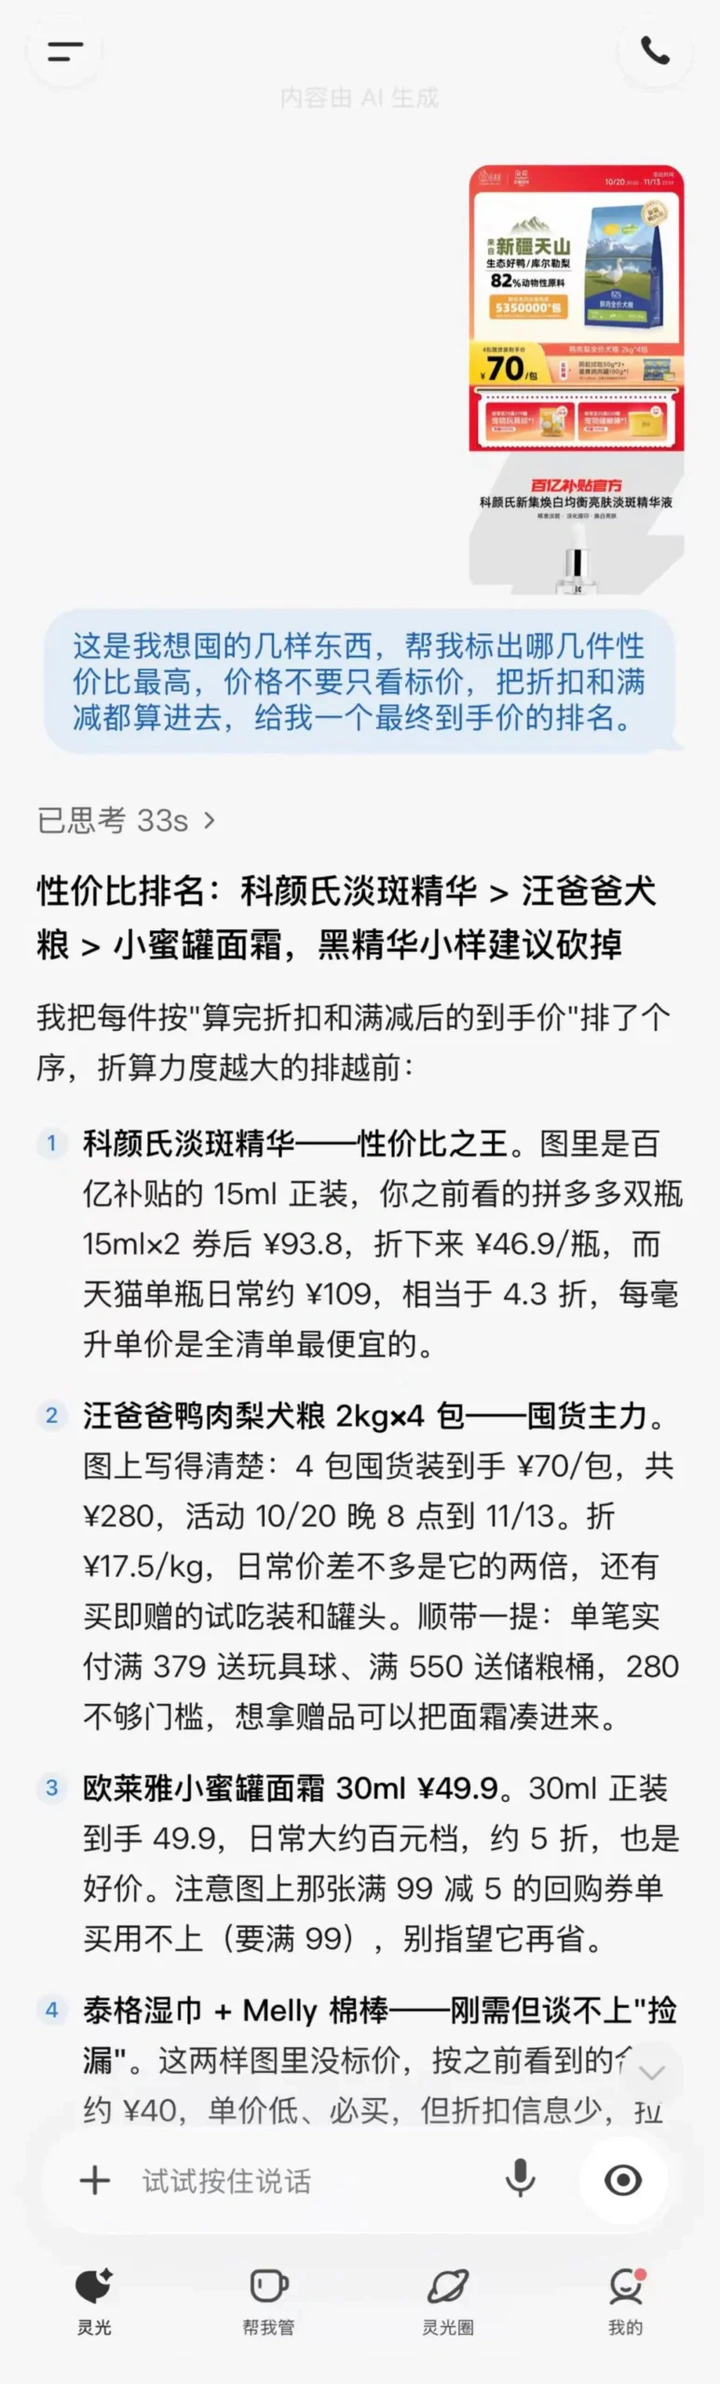 内容由 AI 生成
10/20
11/13
来自新疆天山
生态好鸭/库尔勒梨
82%动物性原料
5350000+包
¥70/包
百亿补贴官方
科颜氏新集焕白均衡亮肤淡斑精华液
这是我想囤的几样东西，帮我标出哪几件性
价比最高，价格不要只看标价，把折扣和满
减都算进去，给我一个最终到手价的排名。
已思考 33s >
性价比排名：科颜氏淡斑精华 > 汪爸爸犬
粮 > 小蜜罐面霜，黑精华小样建议砍掉
我把每件按"算完折扣和满减后的到手价"排了个
序，折算力度越大的排越前：
1 科颜氏淡斑精华——性价比之王。图里是百
亿补贴的 15ml 正装，你之前看的拼多多双瓶
15ml×2 券后 ¥93.8，折下来 ¥46.9/瓶，而
天猫单瓶日常约 ¥109，相当于 4.3 折，每毫
升单价是全清单最便宜的。
2 汪爸爸鸭肉梨犬粮 2kg×4 包——囤货主力。
图上写得清楚：4 包囤货装到手 ¥70/包，共
¥280，活动 10/20 晚 8 点到 11/13。折
¥17.5/kg，日常价差不多是它的两倍，还有
买即赠的试吃装和罐头。顺带一提：单笔实
付满 379 送玩具球、满 550 送储粮桶，280
不够门槛，想拿赠品可以把面霜凑进来。
3 欧莱雅小蜜罐面霜 30ml ¥49.9。30ml 正装
到手 49.9，日常大约百元档，约 5 折，也是
好价。注意图上那张满 99 减 5 的回购券单
买用不上（要满 99），别指望它再省。
4 泰格湿巾 + Melly 棉棒——刚需但谈不上"捡
漏"。这两样图里没标价，按之前看到的
约 ¥40，单价低、必买，但折扣信息少，拉
试试按住说话
灵光
帮我管
灵光圈
我的